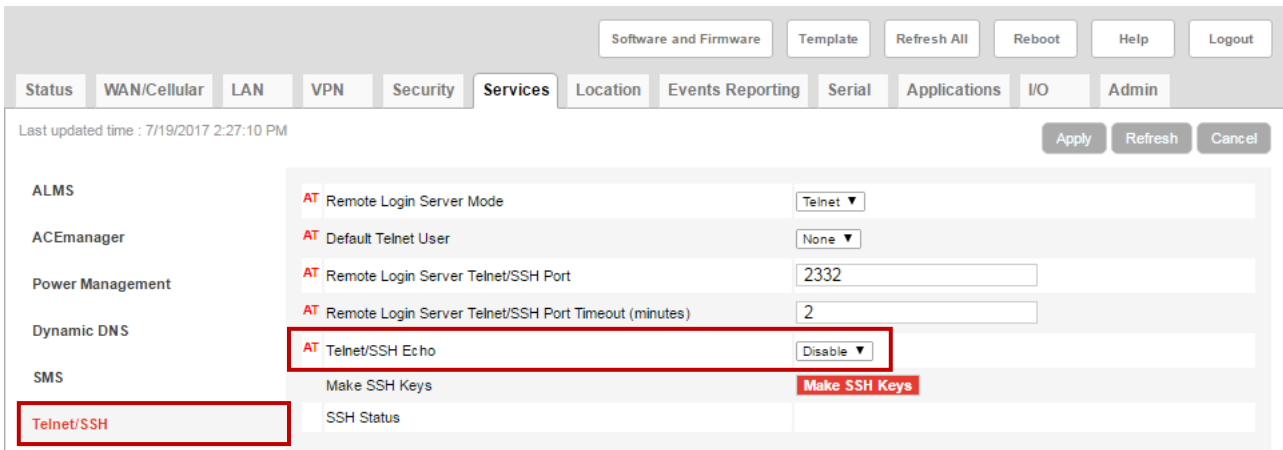 Software and Firmware Template Refresh All Reboot Help Logout
Status WAN/Cellular LAN VPN Security Services Location Events Reporting Serial Applications I/O Admin
Last updated time : 7/19/2017 2:27:10 PM
Apply Refresh Cancel
ALMS
AT Remote Login Server Mode Telnet ▼
ACEmanager
AT Default Telnet User None ▼
Power Management
AT Remote Login Server Telnet/SSH Port 2332
AT Remote Login Server Telnet/SSH Port Timeout (minutes) 2
Dynamic DNS
AT Telnet/SSH Echo Disable ▼
SMS
Make SSH Keys Make SSH Keys
Telnet/SSH
SSH Status